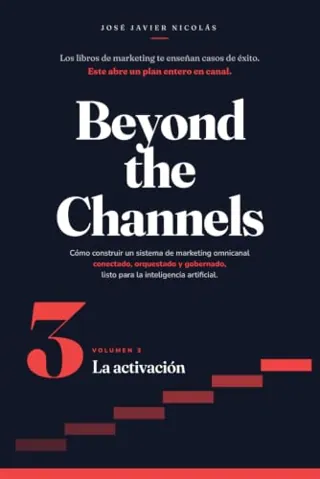 JOSÉ JAVIER NICOLÁS
Los libros de marketing te enseñan casos de éxito.
Este abre un plan entero en canal.
Beyond
the
Channels
Cómo construir un sistema de marketing omnicanal
conectado, orquestado y gobernado,
listo para la inteligencia artificial.
3
VOLUMEN 3
La activación